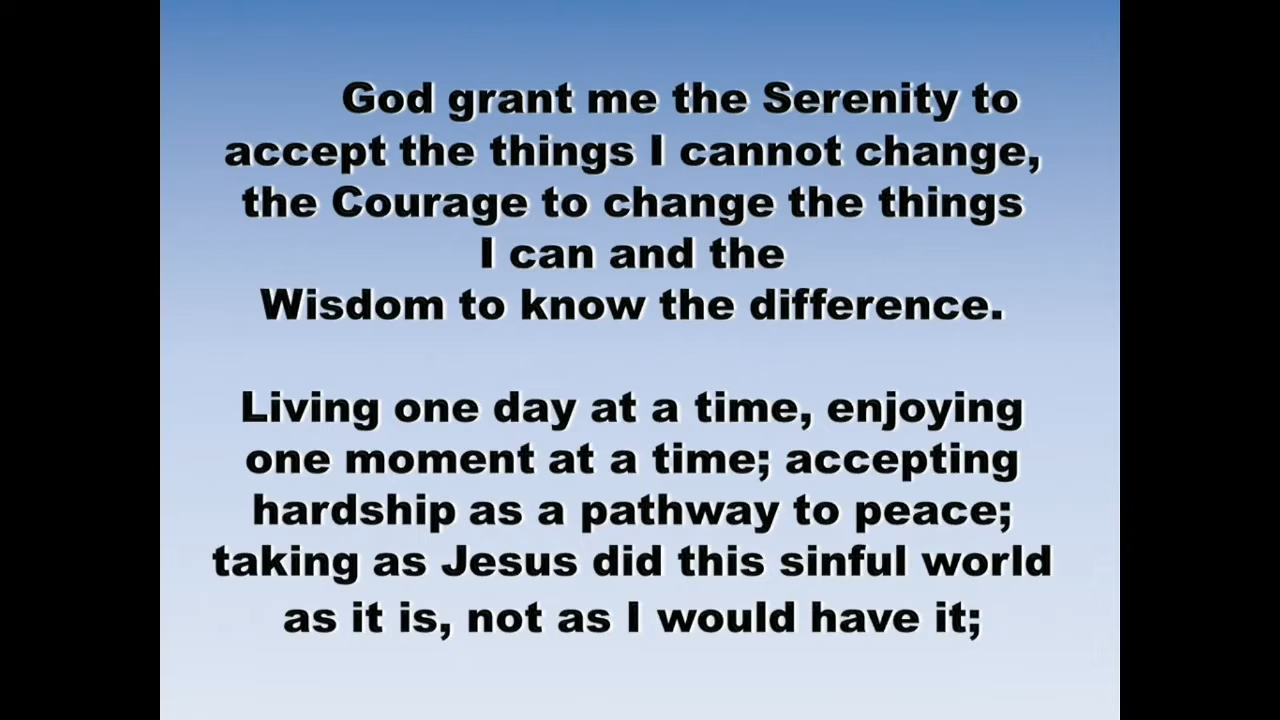 God grant me the Serenity to
accept the things I cannot change,
the Courage to change the things
I can and the
Wisdom to know the difference.
Living one day at a time, enjoying
one moment at a time; accepting
hardship as a pathway to peace;
taking as Jesus did this sinful world
as it is, not as I would have it;